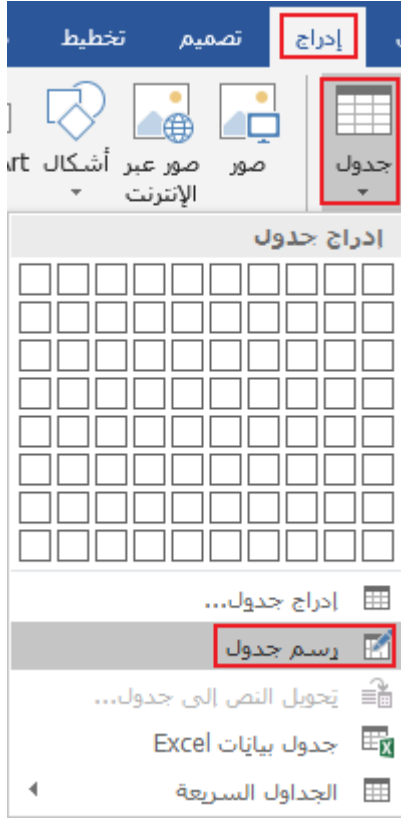 إدراج تصميم تخطيط
جدول صور صور عبر الإنترنت أشكال
إدراج جدول
إدراج جدول...
رسم جدول
تحويل النص إلى جدول...
جدول بيانات Excel
الجداول السريعة